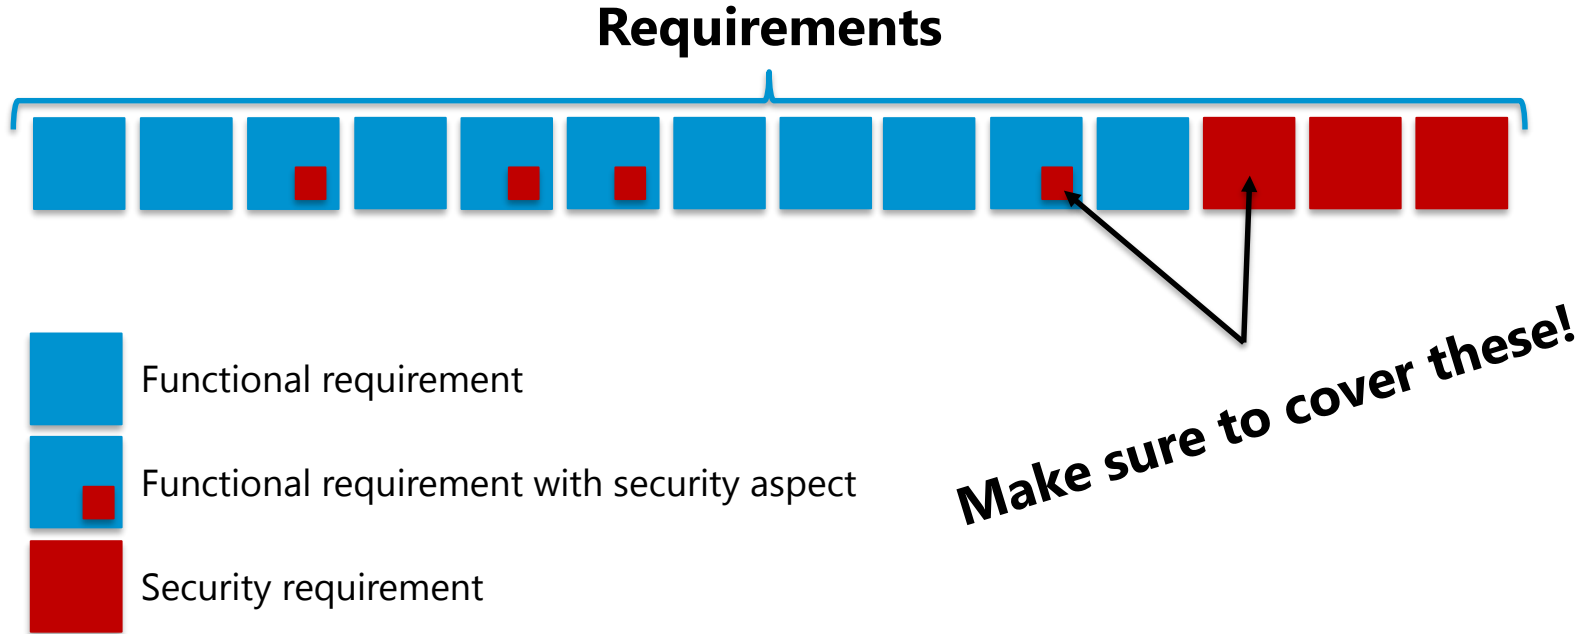 Requirements
Functional requirement
Functional requirement with security aspect
Security requirement
Make sure to cover these!